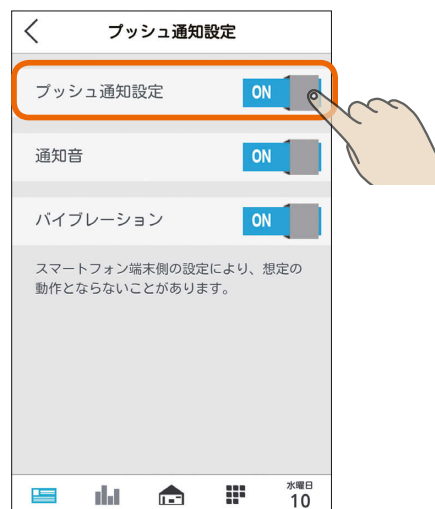 プッシュ通知設定
プッシュ通知設定 ON
通知音 ON
バイブレーション ON
スマートフォン端末側の設定により、想定の
動作とならないことがあります。
水曜日
10